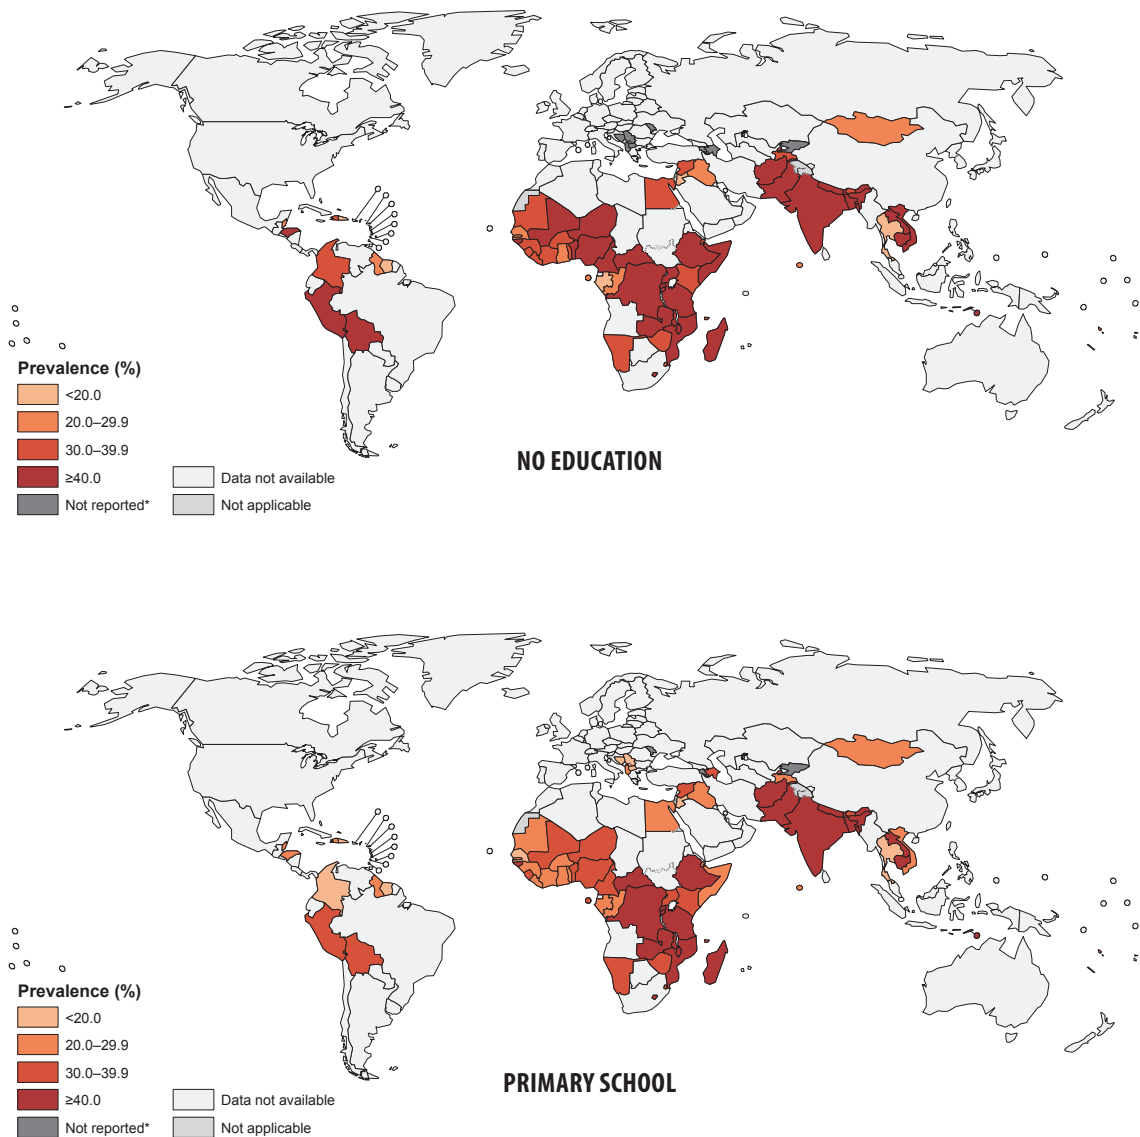 Prevalence (%)
<20.0
20.0–29.9
30.0–39.9
≥40.0
Data not available
Not reported*
Not applicable
NO EDUCATION
Prevalence (%)
<20.0
20.0–29.9
30.0–39.9
≥40.0
Data not available
Not reported*
Not applicable
PRIMARY SCHOOL